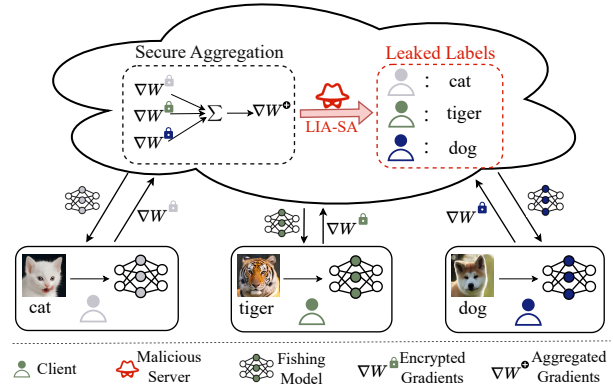 Secure Aggregation
Leaked Labels
∇W
∇W
∇W
Σ
∇W⊕
LIA-SA
: cat
: tiger
: dog
∇W
∇W
∇W
cat
tiger
dog
Client
Malicious
Server
Fishing
Model
∇W Encrypted
Gradients
∇W⊕ Aggregated
Gradients